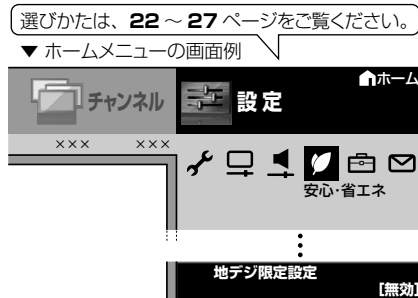 選びかたは、22～27ページをご覧ください。
▼ ホームメニューの画面例
ホーム
チャンネル 設定
××× ×××
安心・省エネ
地デジ限定設定
[無効]